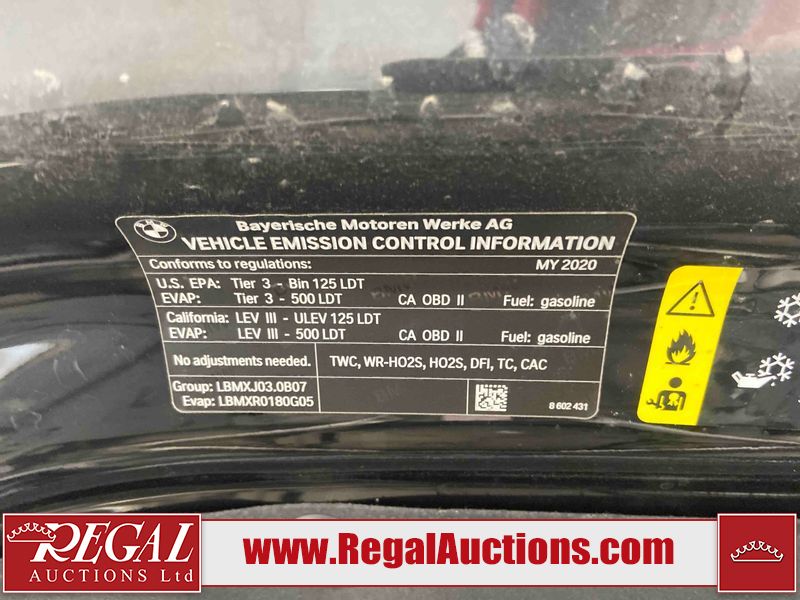 Bayerische Motoren Werke AG
VEHICLE EMISSION CONTROL INFORMATION
Conforms to regulations: MY 2020
U.S. EPA: Tier 3 - Bin 125 LDT
EVAP: Tier 3 - 500 LDT CA OBD II Fuel: gasoline
California: LEV III - ULEV 125 LDT
EVAP: LEV III - 500 LDT CA OBD II Fuel: gasoline
No adjustments needed. TWC, WR-HO2S, HO2S, DFI, TC, CAC
Group: LBMXJ03.0B07
Evap: LBMXR0180G05
8 602 431
REGAL
AUCTIONS Ltd
www.RegalAuctions.com